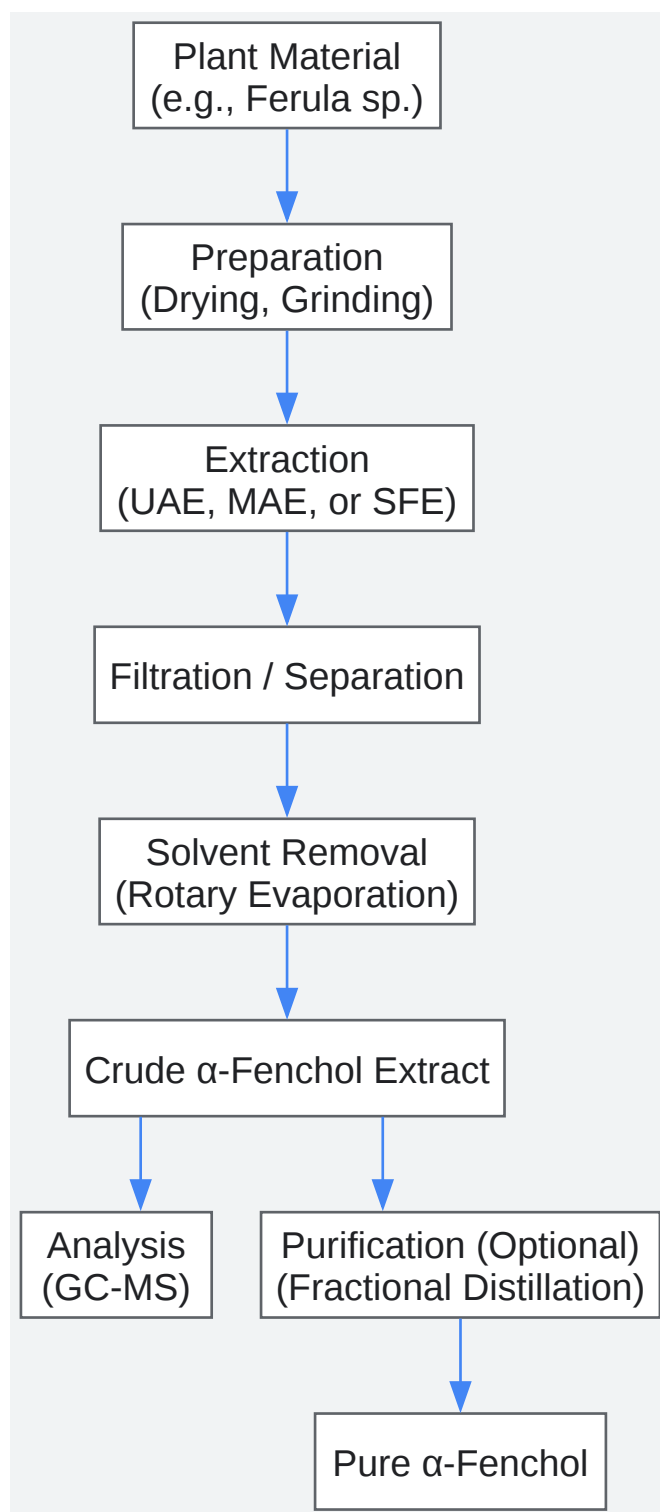 Plant Material
(e.g., Ferula sp.)
Preparation
(Drying, Grinding)
Extraction
(UAE, MAE, or SFE)
Filtration / Separation
Solvent Removal
(Rotary Evaporation)
Crude α-Fenchol Extract
Analysis
(GC-MS)
Purification (Optional)
(Fractional Distillation)
Pure α-Fenchol